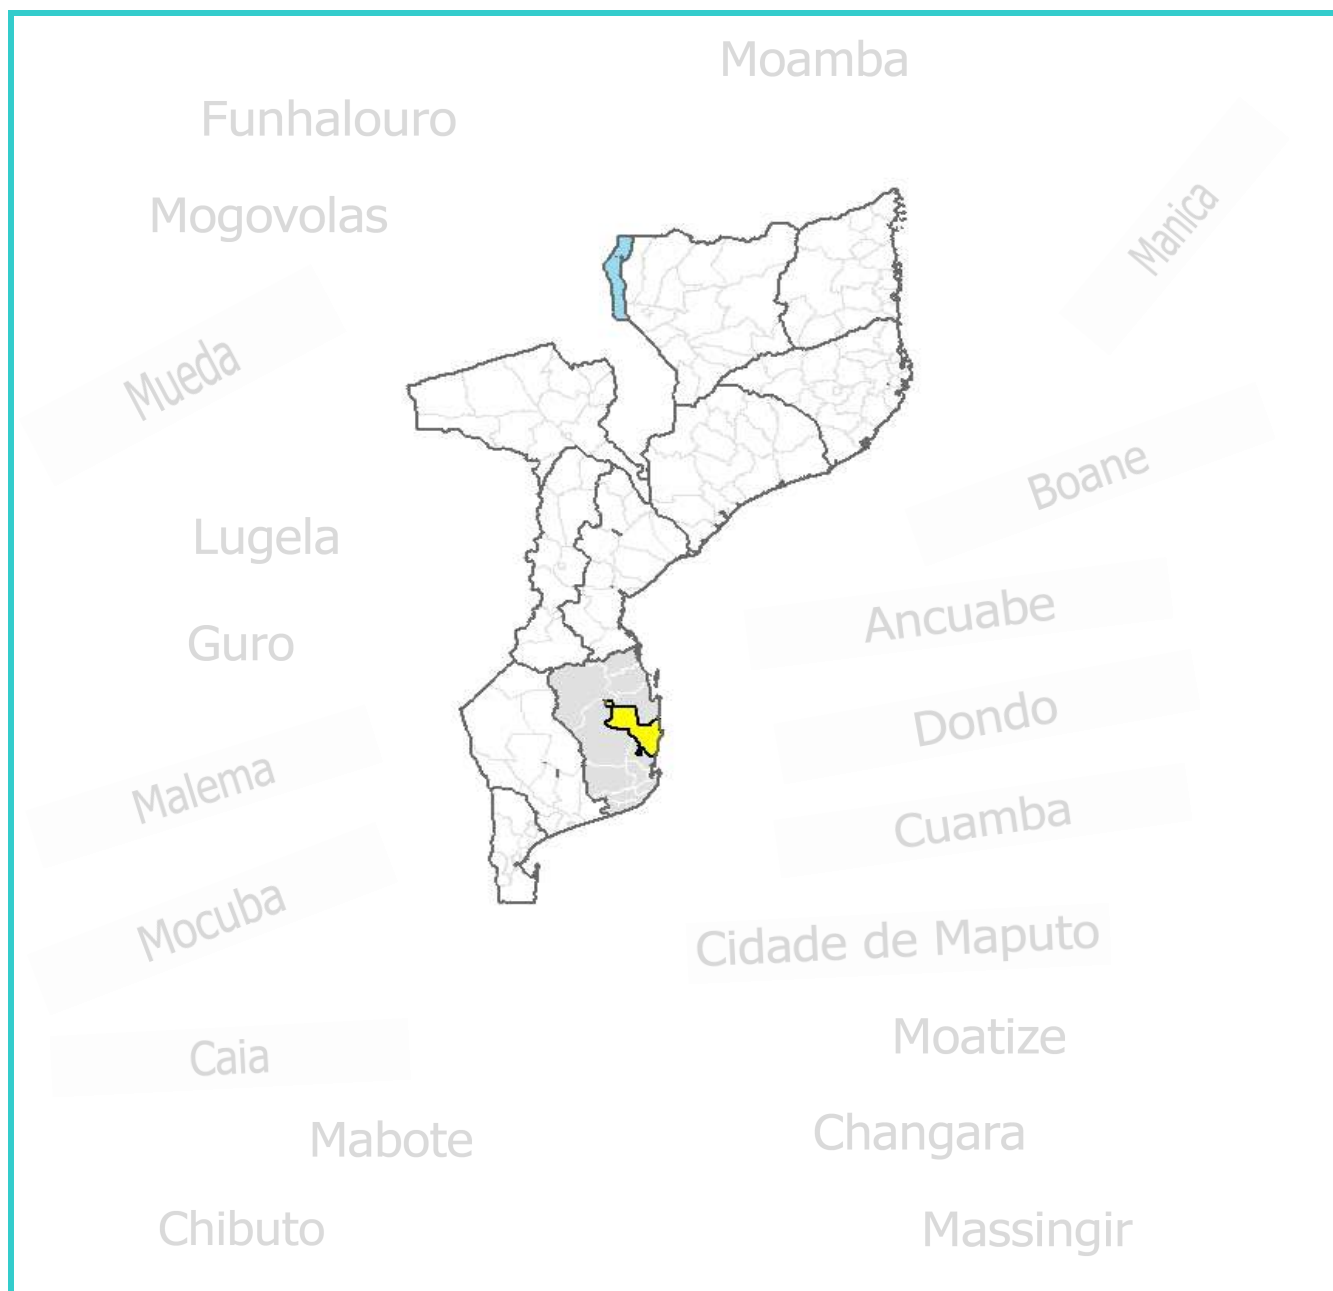 Moamba
Funhalouro
Manica
Mogovolas
Mueda
Boane
Lugela
Ancuabe
Guro
Dondo
Malema
Cuamba
Mocuba
Cidade de Maputo
Caia
Moatize
Mabote
Changara
Chibuto
Massingir